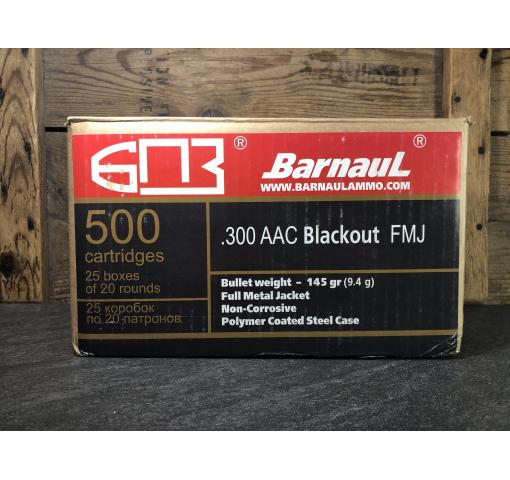 БПЗ ®
BarnauL ®
WWW.BARNAULAMMO.COM
500
cartridges
25 boxes
of 20 rounds
25 коробок
по 20 патронов
.300 AAC Blackout FMJ
Bullet weight - 145 gr (9.4 g)
Full Metal Jacket
Non-Corrosive
Polymer Coated Steel Case